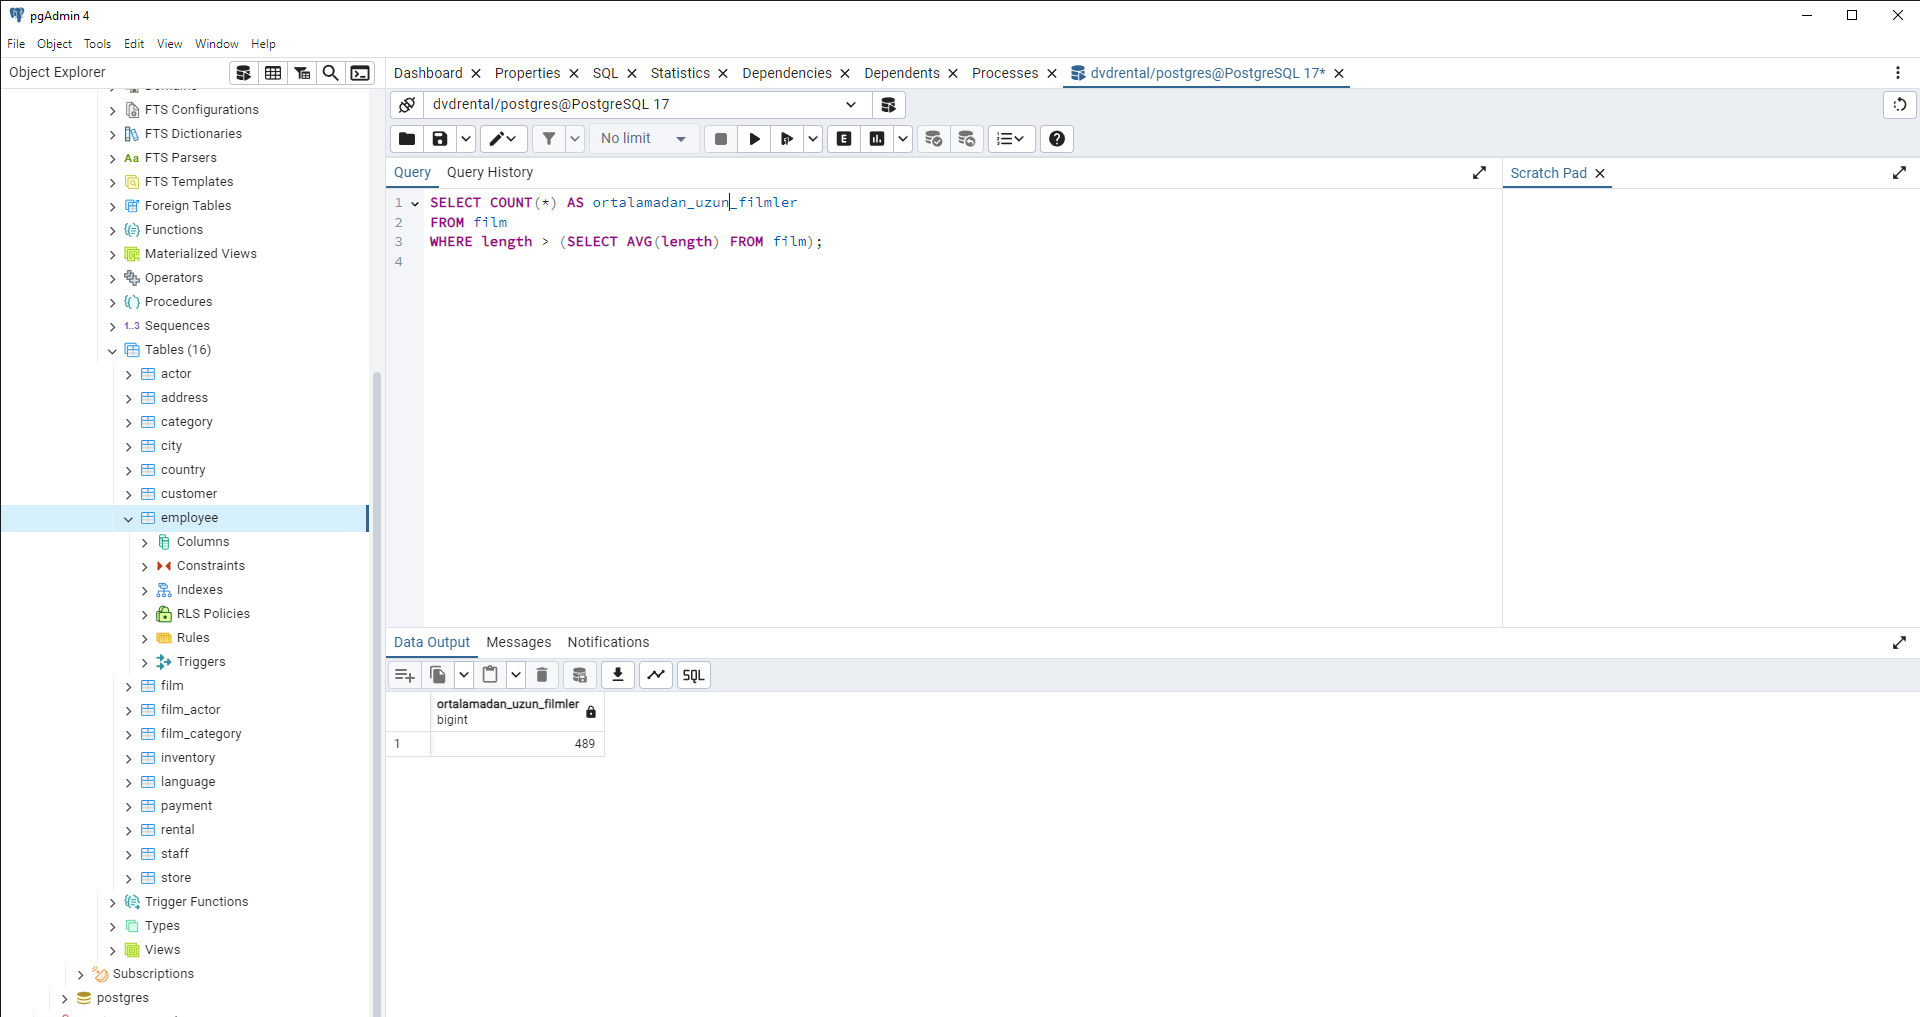 pgAdmin 4
File Object Tools Edit View Window Help
Object Explorer
Dashboard Properties SQL Statistics Dependencies Dependents Processes dvdrental/postgres@PostgreSQL 17*
dvdrental/postgres@PostgreSQL 17
No limit
Query Query History
Scratch Pad
1 SELECT COUNT(*) AS ortalamadan_uzun_filmler
2 FROM film
3 WHERE length > (SELECT AVG(length) FROM film);
4
FTS Configurations
FTS Dictionaries
Aa FTS Parsers
FTS Templates
Foreign Tables
Functions
Materialized Views
Operators
Procedures
1..3 Sequences
Tables (16)
actor
address
category
city
country
customer
employee
Columns
Constraints
Indexes
RLS Policies
Rules
Triggers
film
film_actor
film_category
inventory
language
payment
rental
staff
store
Trigger Functions
Types
Views
Subscriptions
postgres
Data Output Messages Notifications
SQL
ortalamadan_uzun_filmler
bigint
1 489